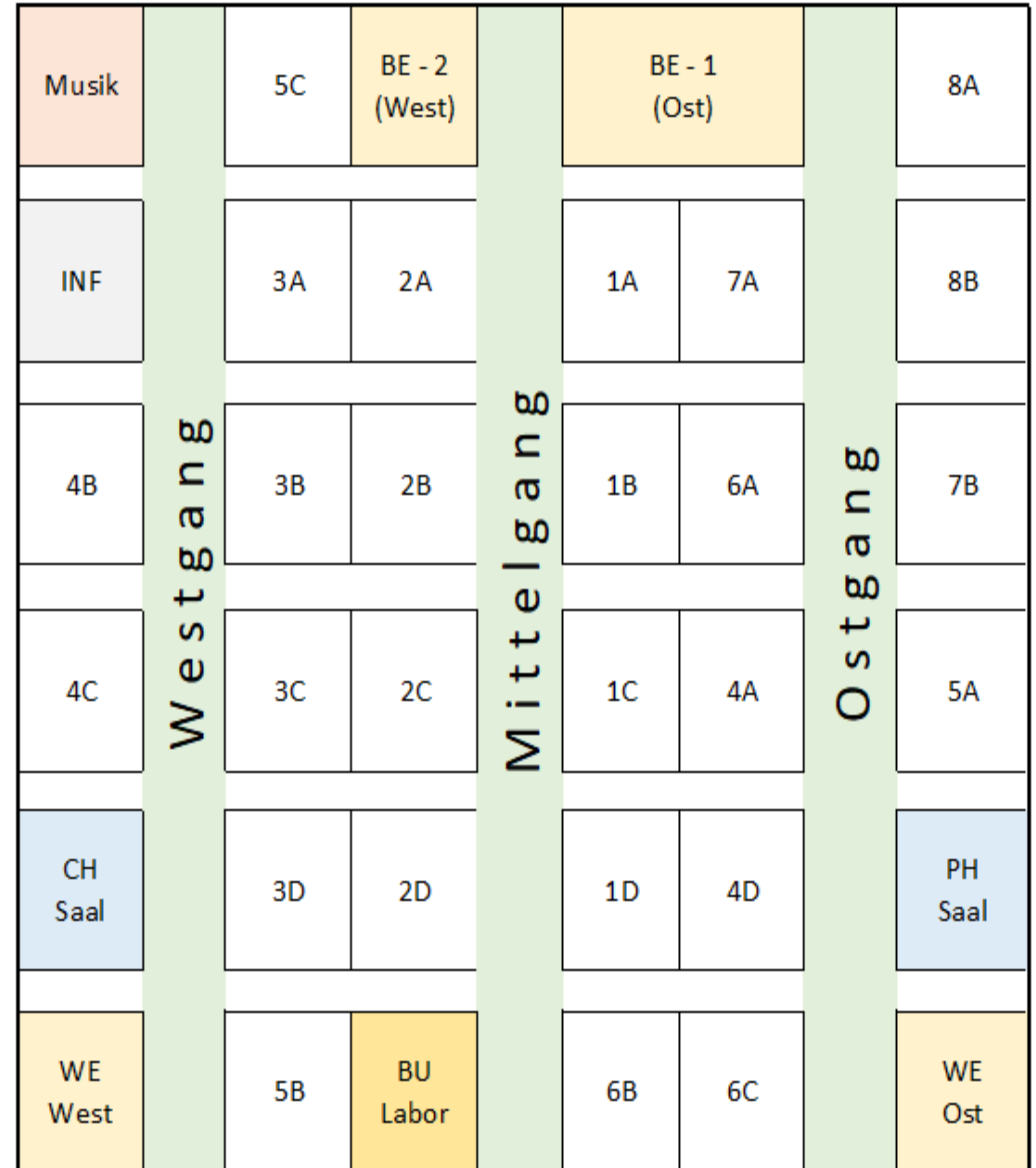 Musik
5C
BE - 2
(West)
BE - 1
(Ost)
8A
INF
3A
2A
1A
7A
8B
4B
3B
2B
1B
6A
7B
Westgang
Mittelgang
Ostgang
4C
3C
2C
1C
4A
5A
CH
Saal
3D
2D
1D
4D
PH
Saal
WE
West
5B
BU
Labor
6B
6C
WE
Ost